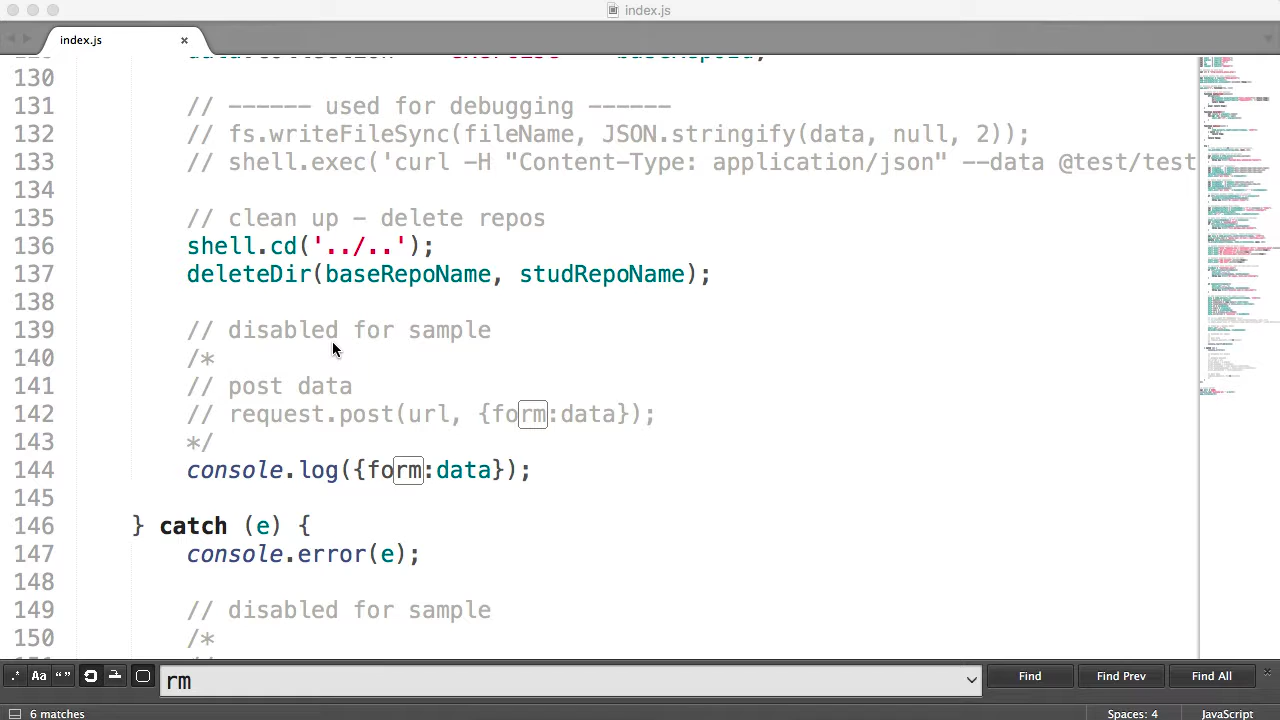 index.js
index.js
130
131 // ------ used for debugging ------
132 // fs.writeFileSync(fileName, JSON.stringify(data, null, 2));
133 // shell.exec('curl -H "Content-Type: application/json" --data @test/test
134
135 // clean up - delete repos
136 shell.cd('../..');
137 deleteDir(baseRepoName, studRepoName);
138
139 // disabled for sample
140 /*
141 // post data
142 // request.post(url, {form:data});
143 */
144 console.log({form:data});
145
146 } catch (e) {
147 console.error(e);
148
149 // disabled for sample
150 /*
.* Aa “”
rm
Find
Find Prev
Find All
6 matches
Spaces: 4
JavaScript